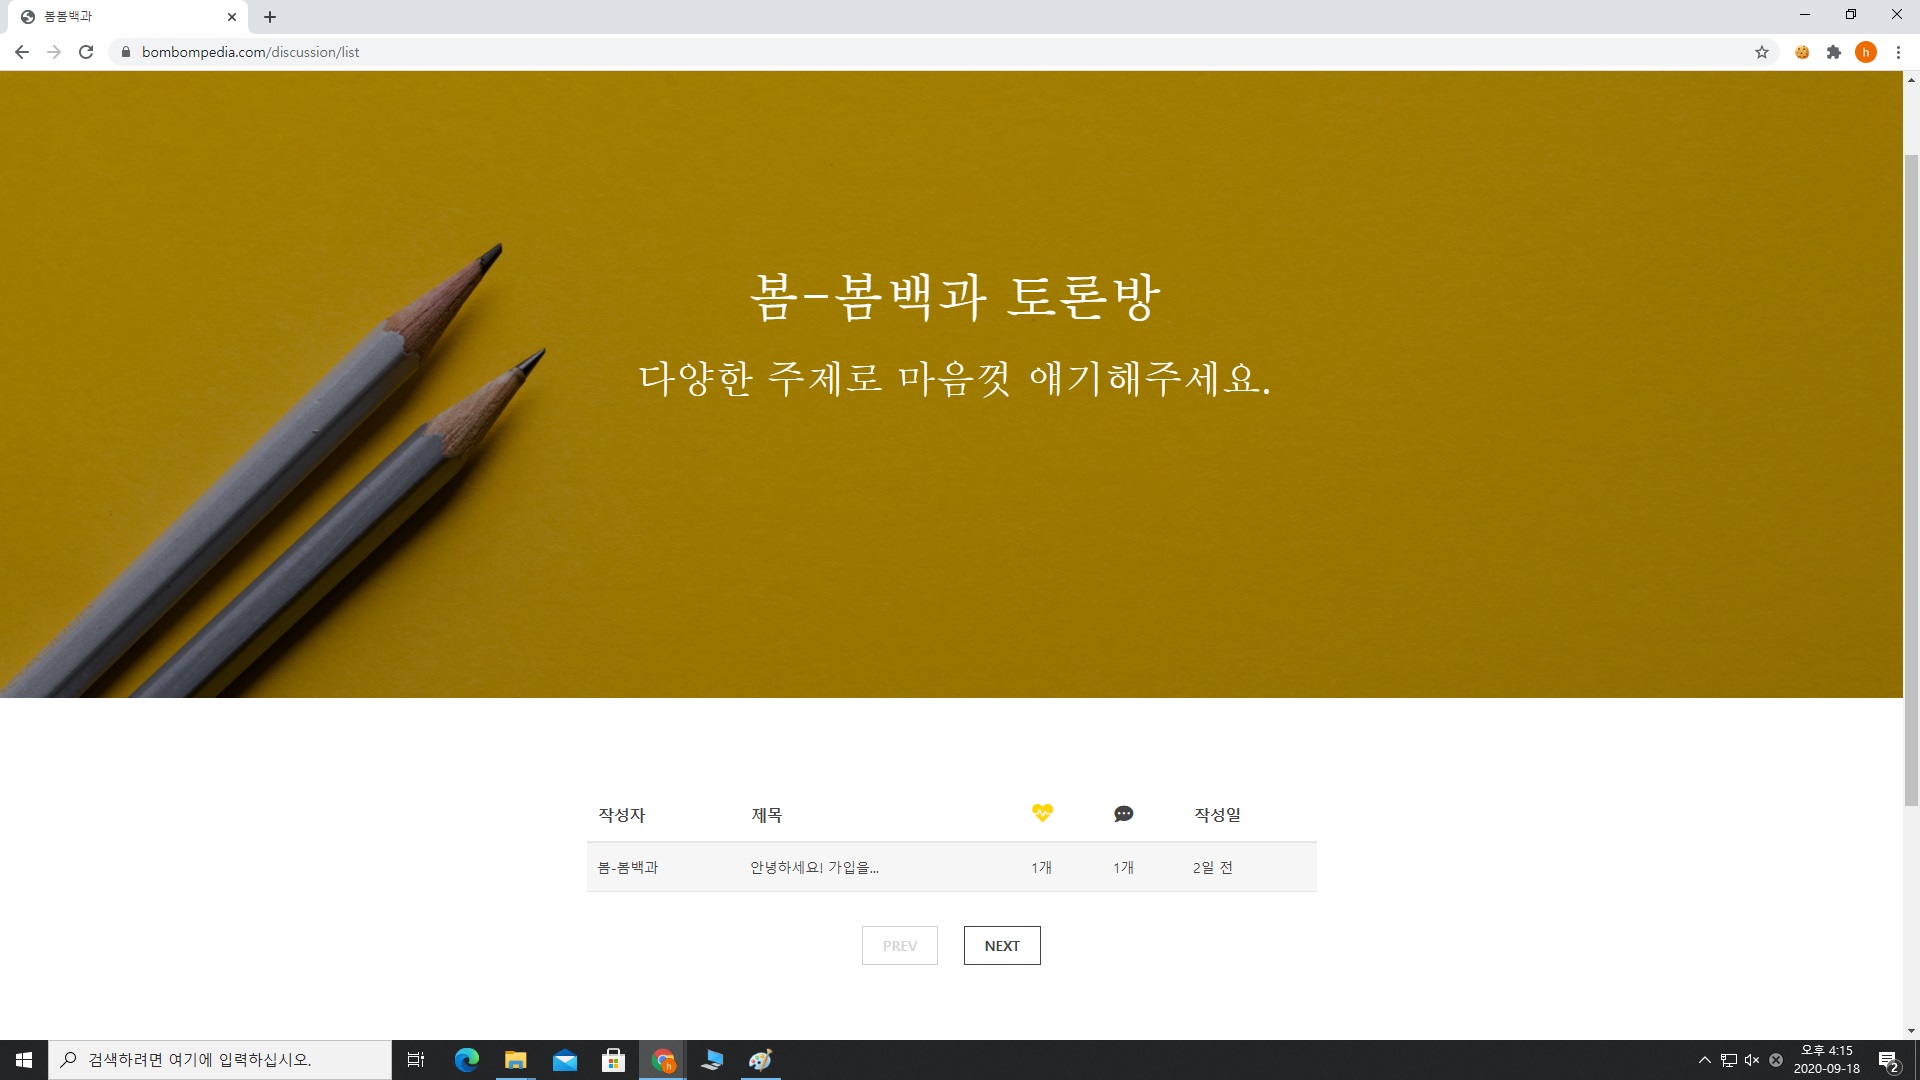 봄봄백과
bombompedia.com/discussion/list
h
봄-봄백과 토론방
다양한 주제로 마음껏 얘기해주세요.
작성자 제목 작성일
봄-봄백과 안녕하세요! 가입을... 1개 1개 2일 전
PREV NEXT
검색하려면 여기에 입력하십시오.
h
오후 4:15
2020-09-18
2